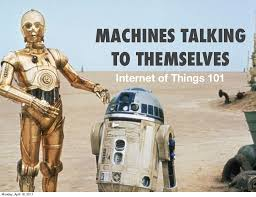 MACHINES TALKING
TO THEMSELVES
Internet of Things 101